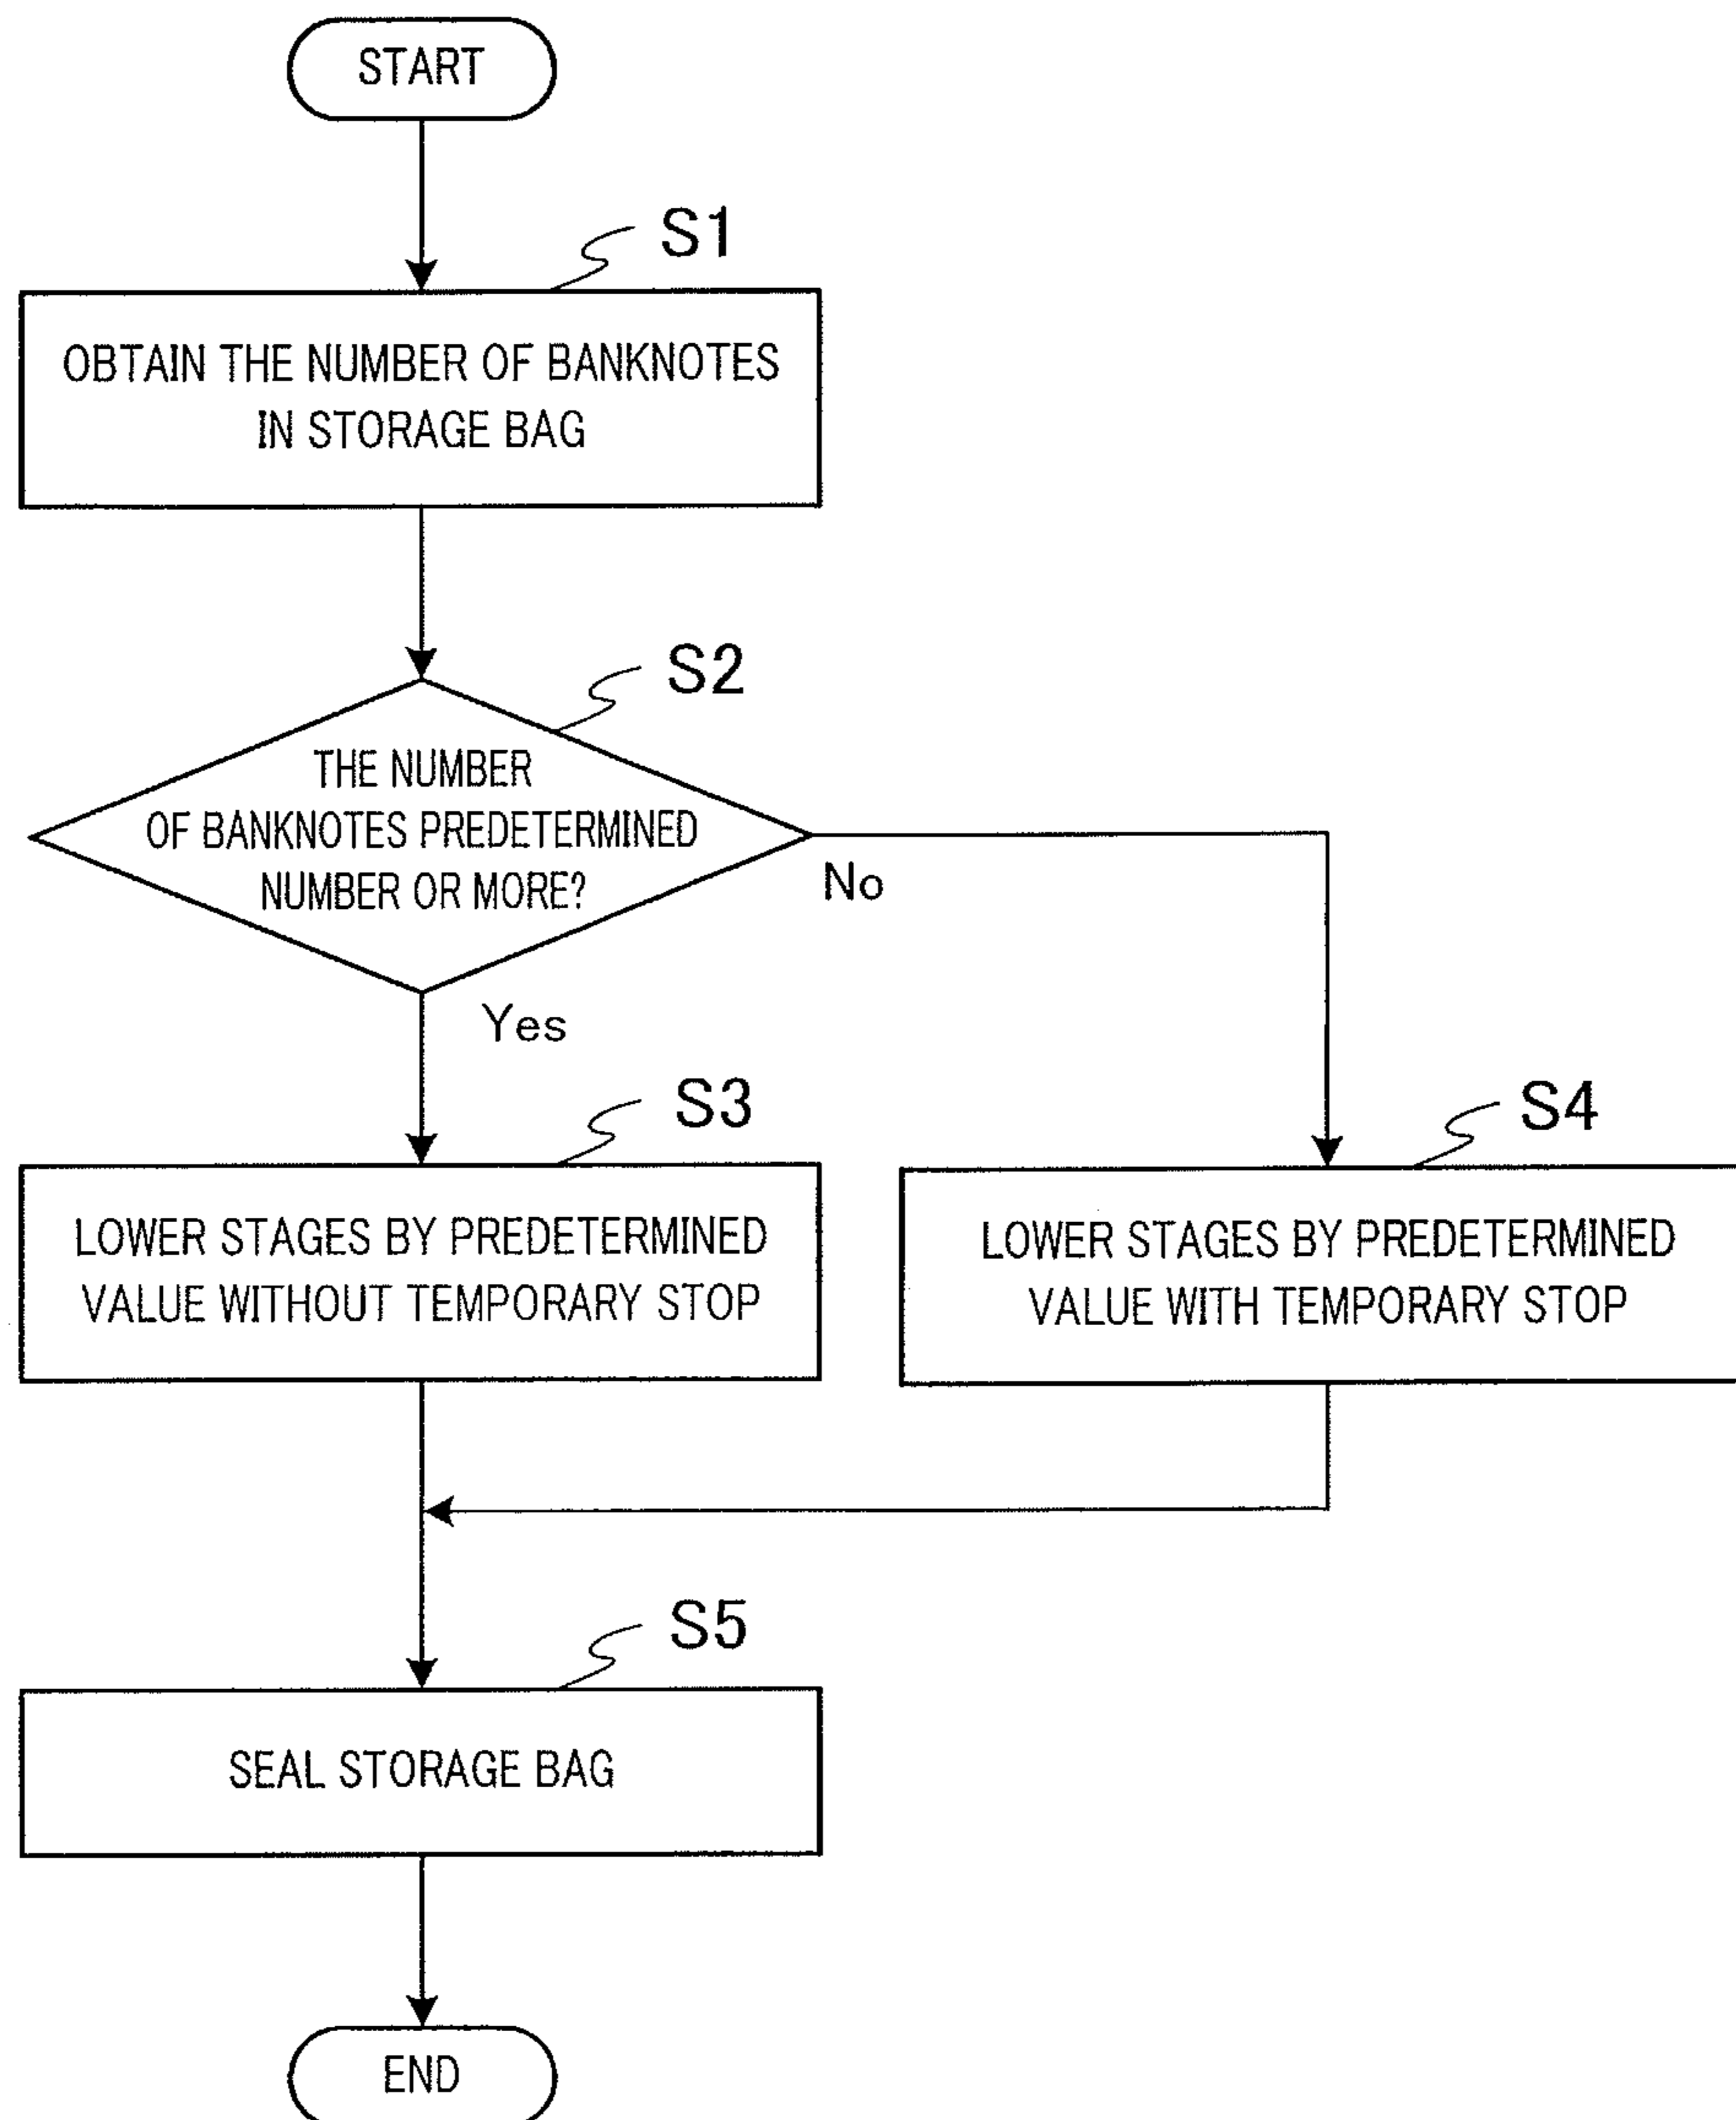 START
S1
OBTAIN THE NUMBER OF BANKNOTES
IN STORAGE BAG
S2
THE NUMBER
OF BANKNOTES PREDETERMINED
NUMBER OR MORE?
No
Yes
S3
LOWER STAGES BY PREDETERMINED
VALUE WITHOUT TEMPORARY STOP
S4
LOWER STAGES BY PREDETERMINED
VALUE WITH TEMPORARY STOP
S5
SEAL STORAGE BAG
END